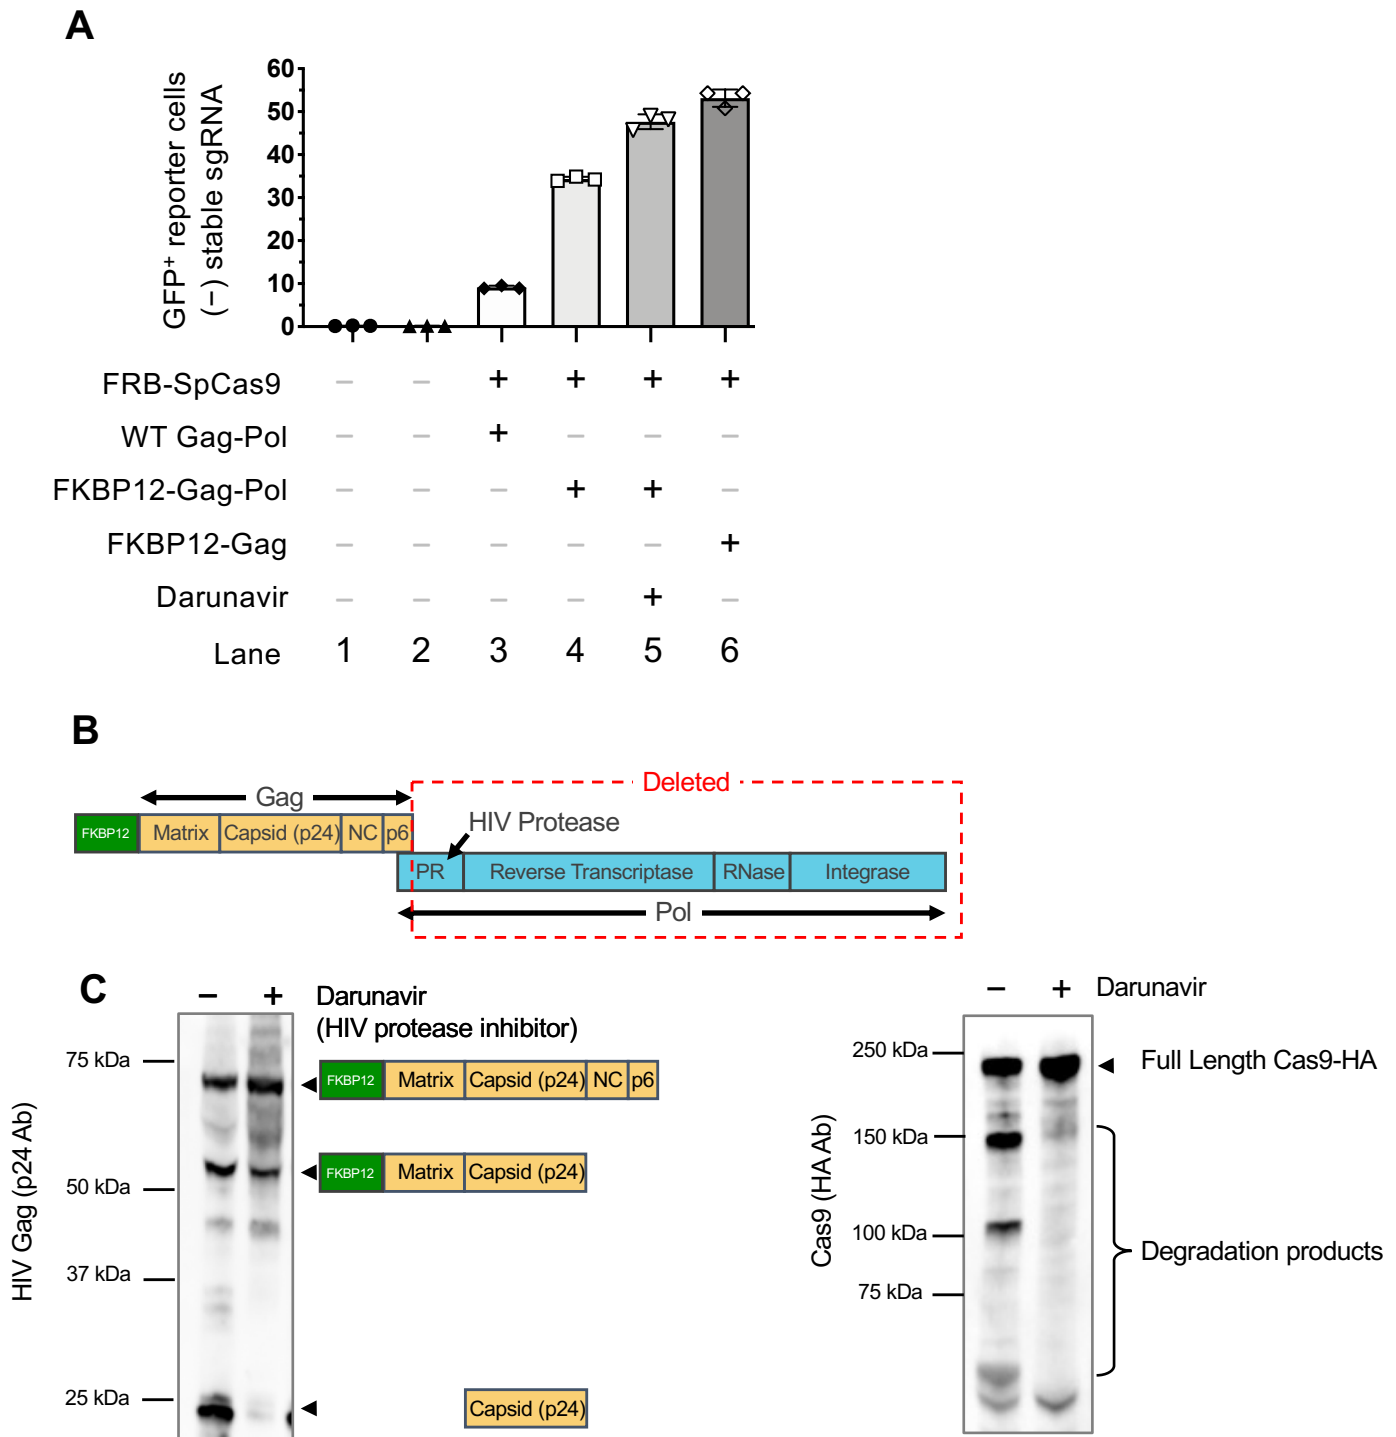 A
GFP+ reporter cells
(−) stable sgRNA
60
50
40
30
20
10
0
FRB-SpCas9 − − + + + +
WT Gag-Pol − − + − − −
FKBP12-Gag-Pol − − − + + −
FKBP12-Gag − − − − − +
Darunavir − − − − + −
Lane 1 2 3 4 5 6
B
Deleted
Gag
HIV Protease
FKBP12 Matrix Capsid (p24) NC p6
PR Reverse Transcriptase RNase Integrase
Pol
C
− + Darunavir
(HIV protease inhibitor)
HIV Gag (p24 Ab)
75 kDa
50 kDa
37 kDa
25 kDa
FKBP12 Matrix Capsid (p24) NC p6
FKBP12 Matrix Capsid (p24)
Capsid (p24)
− + Darunavir
Cas9 (HA Ab)
250 kDa
150 kDa
100 kDa
75 kDa
Full Length Cas9-HA
Degradation products